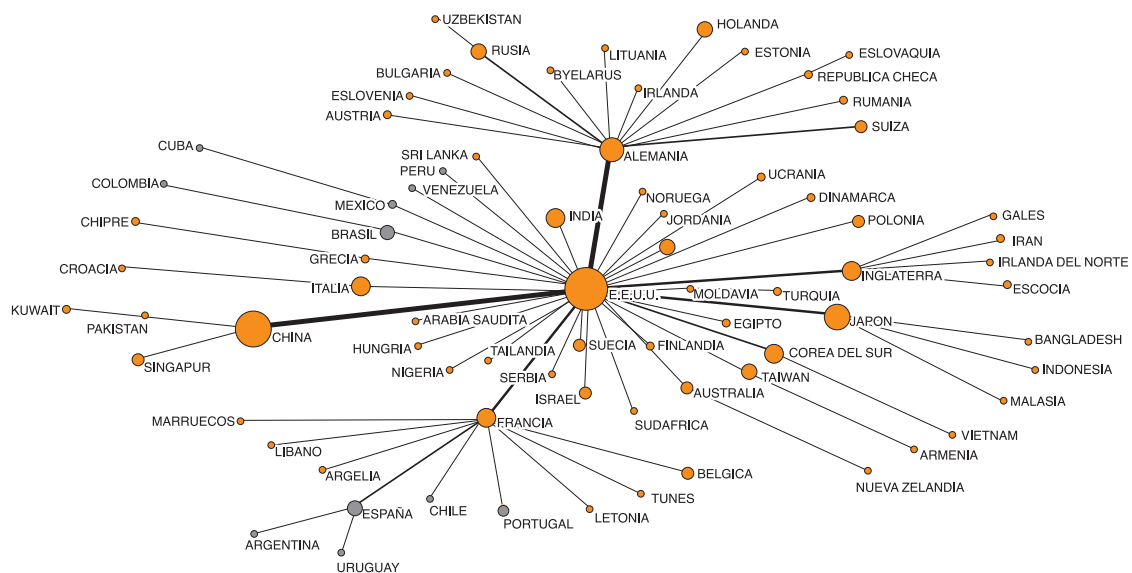 UZBEKISTAN
HOLANDA
RUSIA
LITUANIA
ESTONIA
ESLOVAQUIA
BULGARIA
BYELARUS
REPUBLICA CHECA
ESLOVENIA
IRLANDA
RUMANIA
AUSTRIA
SUIZA
CUBA
SRI LANKA
ALEMANIA
PERU
COLOMBIA
VENEZUELA
NORUEGA
UCRANIA
MEXICO
DINAMARCA
CHIPRE
BRASIL
INDIA
JORDANIA
POLONIA
GALES
GRECIA
IRAN
CROACIA
ITALIA
INGLATERRA
IRLANDA DEL NORTE
E.E.U.U.
MOLDAVIA
TURQUIA
ESCOCIA
KUWAIT
PAKISTAN
CHINA
ARABIA SAUDITA
EGIPTO
JAPON
BANGLADESH
HUNGRIA
TAILANDIA
SUECIA
FINLANDIA
COREA DEL SUR
SINGAPUR
NIGERIA
SERBIA
TAIWAN
INDONESIA
ISRAEL
AUSTRALIA
MALASIA
MARRUECOS
FRANCIA
SUDAFRICA
VIETNAM
LIBANO
ARMENIA
ARGELIA
BELGICA
NUEVA ZELANDIA
ESPAÑA
CHILE
TUNES
PORTUGAL
LETONIA
ARGENTINA
URUGUAY